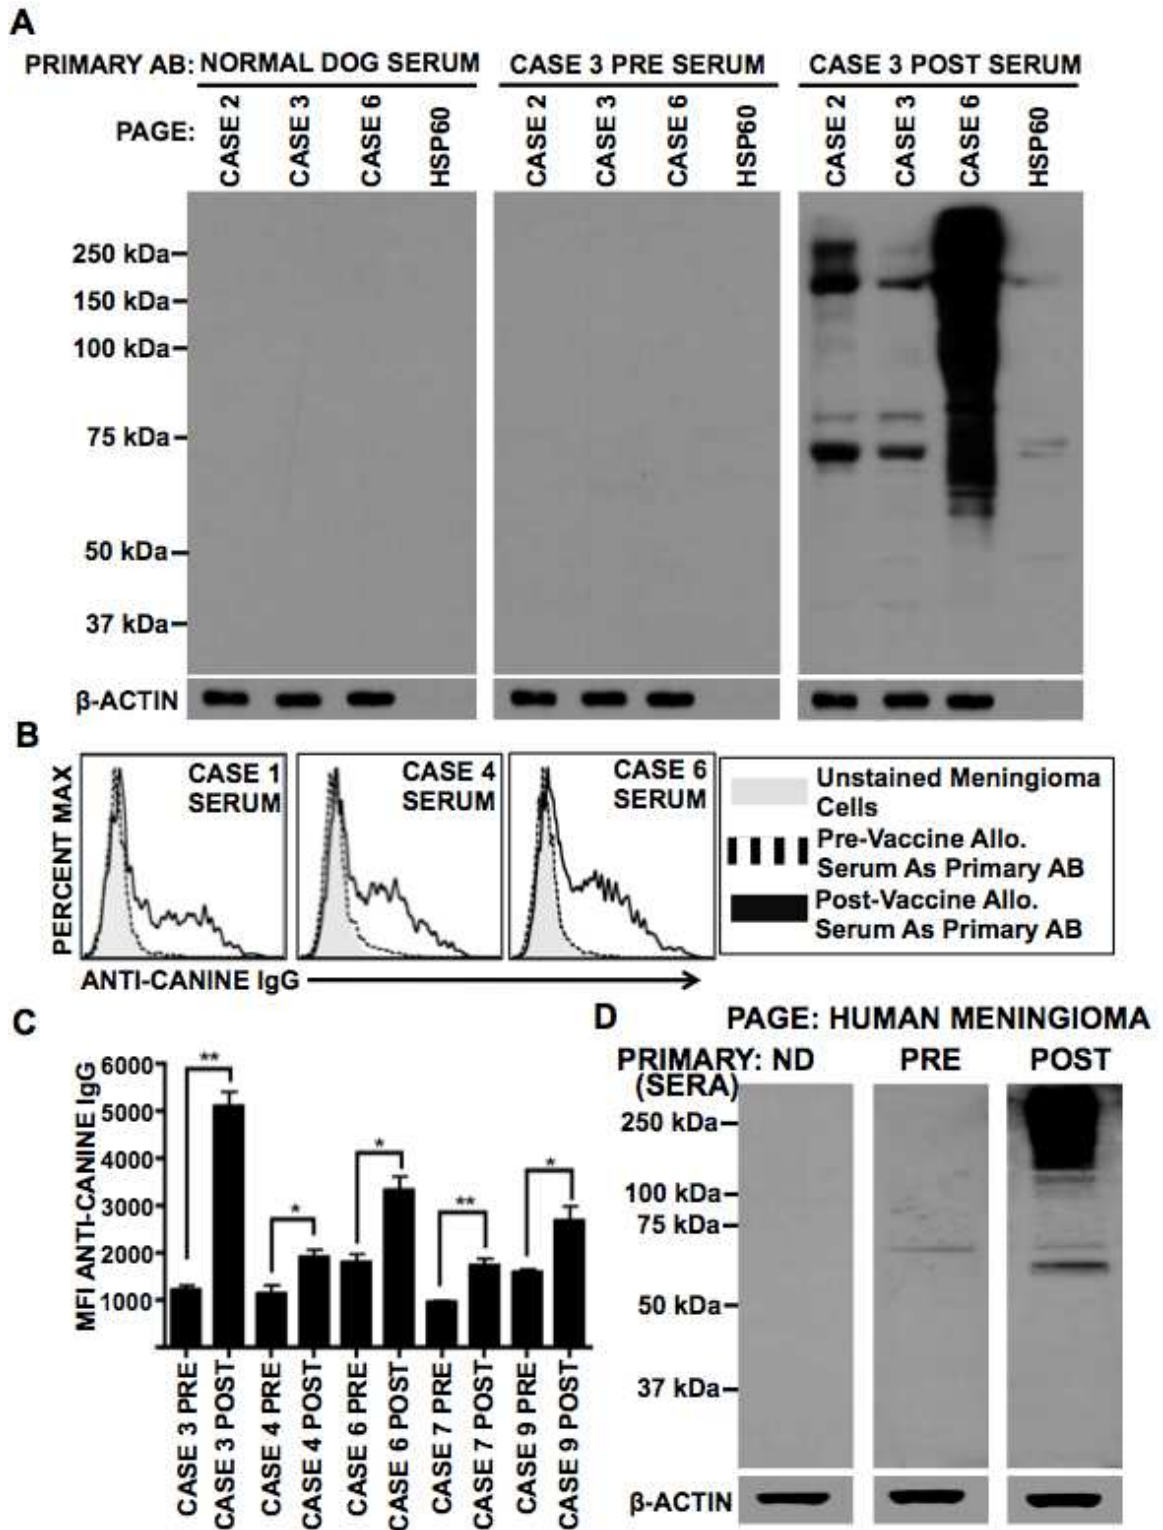 A
PRIMARY AB: NORMAL DOG SERUM CASE 3 PRE SERUM CASE 3 POST SERUM
PAGE: CASE 2 CASE 3 CASE 6 HSP60 CASE 2 CASE 3 CASE 6 HSP60 CASE 2 CASE 3 CASE 6 HSP60
250 kDa
150 kDa
100 kDa
75 kDa
50 kDa
37 kDa
β-ACTIN
B
PERCENT MAX
CASE 1
SERUM
CASE 4
SERUM
CASE 6
SERUM
Unstained Meningioma
Cells
Pre-Vaccine Allo.
Serum As Primary AB
Post-Vaccine Allo.
Serum As Primary AB
ANTI-CANINE IgG
C
MFI ANTI-CANINE IgG
6000
5000
4000
3000
2000
1000
** * * ** *
CASE 3 PRE
CASE 3 POST
CASE 4 PRE
CASE 4 POST
CASE 6 PRE
CASE 6 POST
CASE 7 PRE
CASE 7 POST
CASE 9 PRE
CASE 9 POST
D
PAGE: HUMAN MENINGIOMA
PRIMARY: ND PRE POST
(SERA)
250 kDa
100 kDa
75 kDa
50 kDa
37 kDa
β-ACTIN